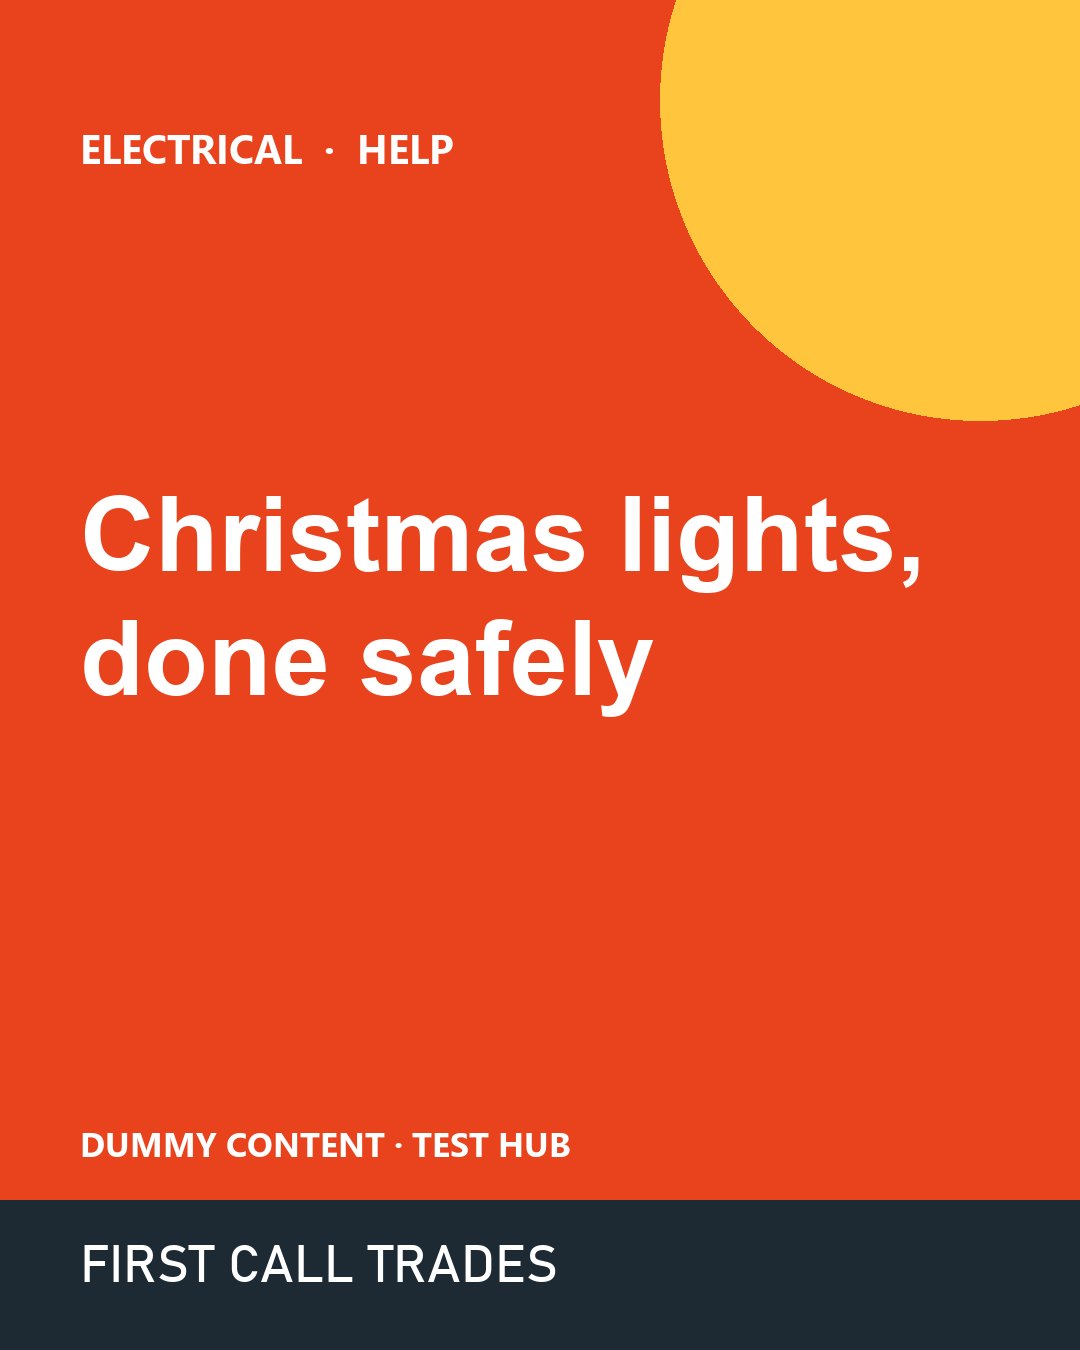 ELECTRICAL · HELP
Christmas lights,
done safely
DUMMY CONTENT · TEST HUB
FIRST CALL TRADES